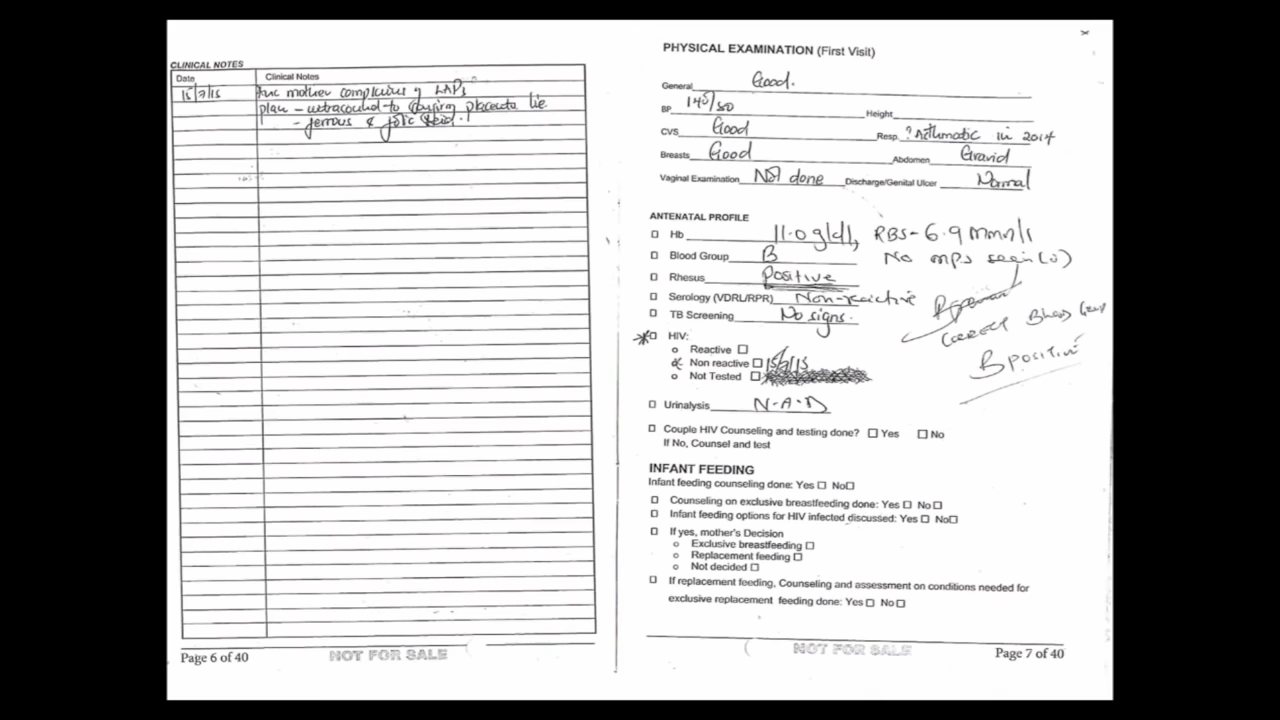 CLINICAL NOTES
Date Clinical Notes
15/7/15 mother complaining of LAPs
plan - ultrasound to placenta lie
- ferrous & folic
Page 6 of 40
NOT FOR SALE
PHYSICAL EXAMINATION (First Visit)
General Good.
BP 140/80 Height
CVS Good Resp. ?Asthmatic in 2014
Breasts Good Abdomen Gravid
Vaginal Examination Not done Discharge/Genital Ulcer Normal
ANTENATAL PROFILE
Hb 11.0 g/dl, RBS- 6.9 mmol/l
Blood Group B No mps seen
Rhesus Positive
Serology (VDRL/RPR) Non-reactive
TB Screening No signs.
Correct Blood Group
B positive
HIV:
Reactive
Non reactive 15/7/15
Not Tested
Urinalysis N.A.D
Couple HIV Counseling and testing done? Yes No
If No, Counsel and test
INFANT FEEDING
Infant feeding counseling done: Yes No
Counseling on exclusive breastfeeding done: Yes No
Infant feeding options for HIV infected discussed: Yes No
If yes, mother's Decision
Exclusive breastfeeding
Replacement feeding
Not decided
If replacement feeding, Counseling and assessment on conditions needed for
exclusive replacement feeding done: Yes No
NOT FOR SALE
Page 7 of 40